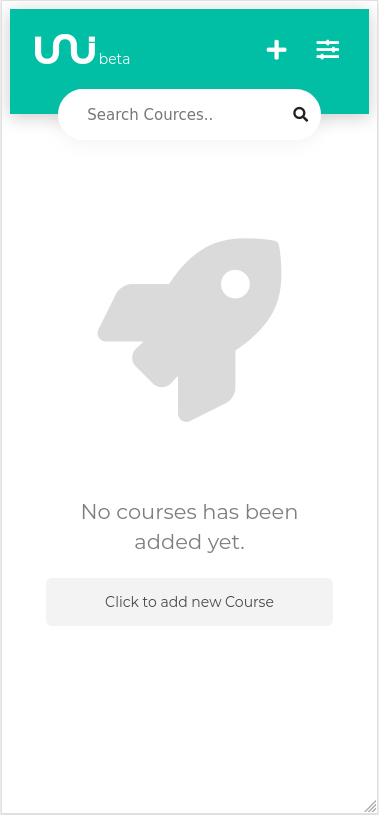 uni beta
Search Cources..
No courses has been
added yet.
Click to add new Course